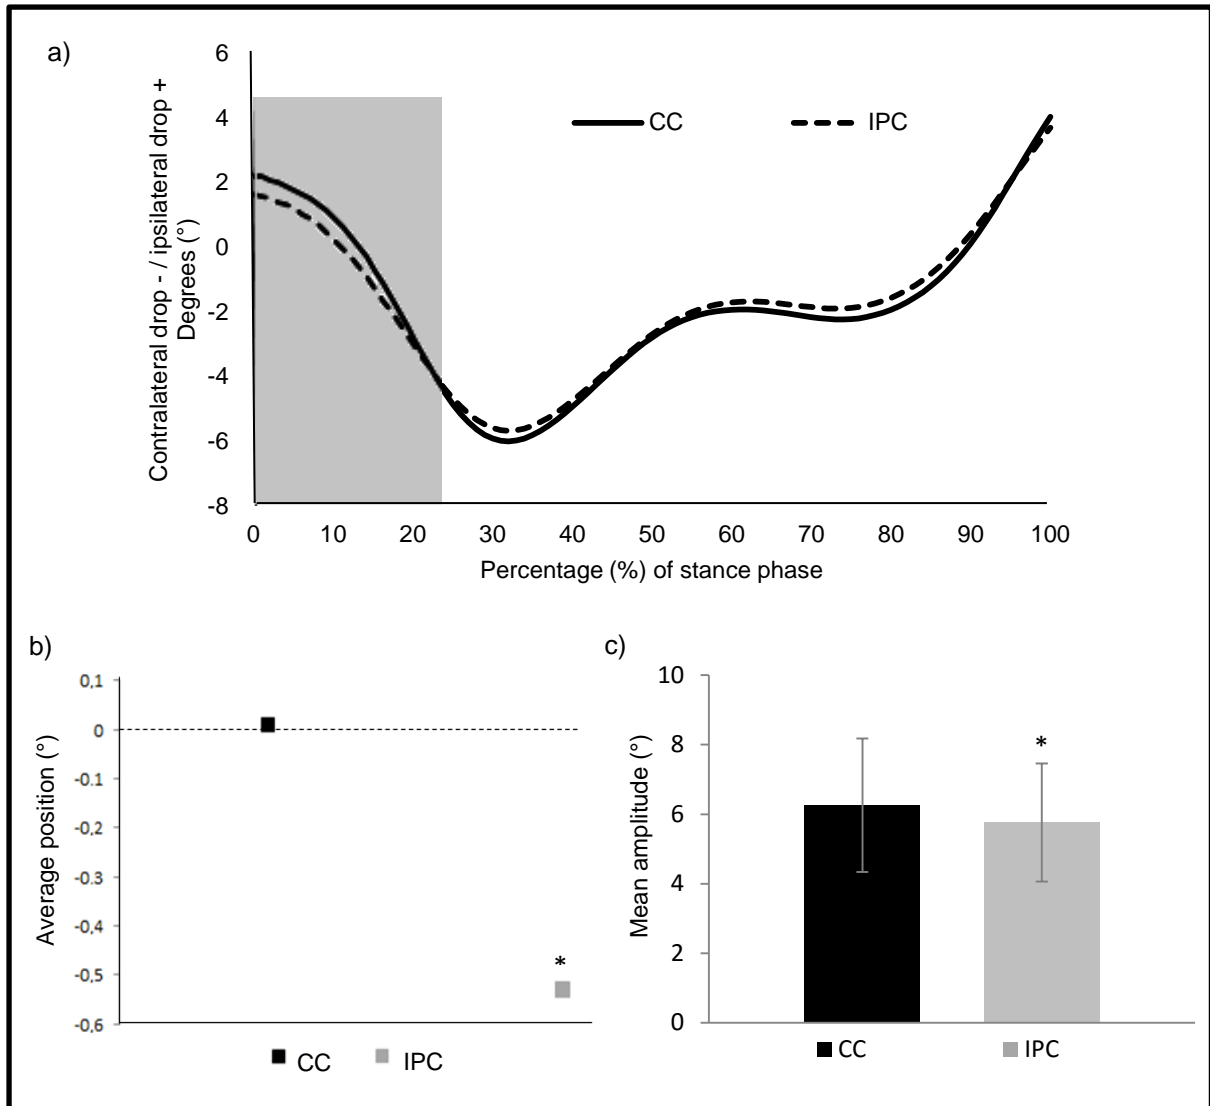 a)
6
4
2
0
-2
-4
-6
-8
Contralateral drop - / ipsilateral drop +
Degrees (°)
CC
IPC
0 10 20 30 40 50 60 70 80 90 100
Percentage (%) of stance phase
b)
0,1
0
-0,1
-0,2
-0,3
-0,4
-0,5
-0,6
Average position (°)
*
CC IPC
c)
10
8
6
4
2
0
Mean amplitude (°)
*
CC IPC